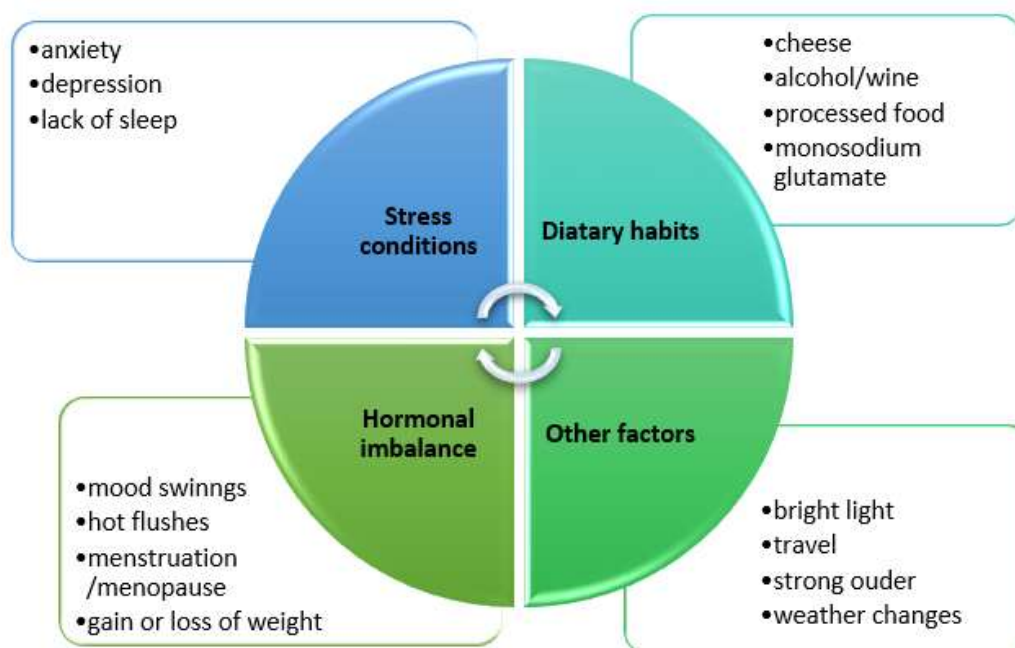 •anxiety
•depression
•lack of sleep
•cheese
•alcohol/wine
•processed food
•monosodium
glutamate
Stress
conditions
Diatary habits
Hormonal
imbalance
Other factors
•mood swinngs
•hot flushes
•menstruation
/menopause
•gain or loss of weight
•bright light
•travel
•strong ouder
•weather changes